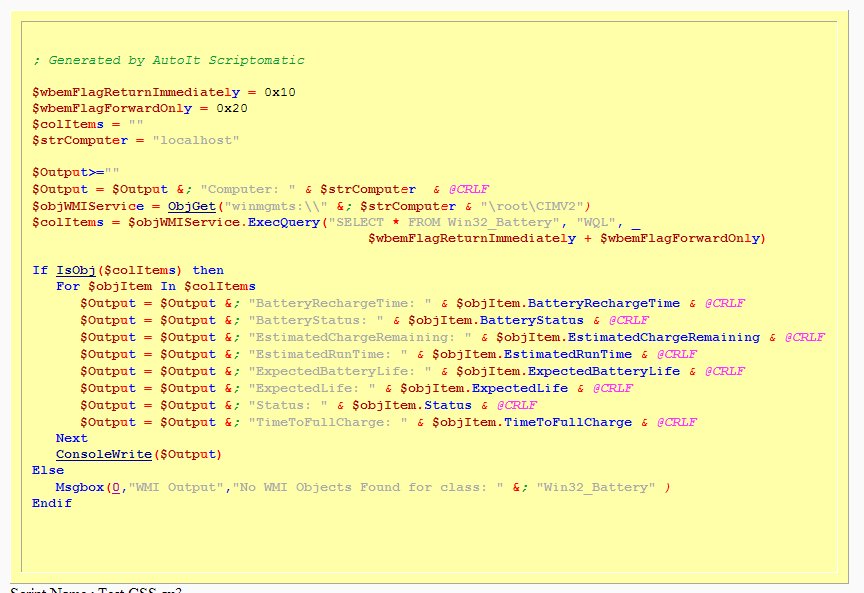 ; Generated by AutoIt Scriptomatic
$wbemFlagReturnImmediately = 0x10
$wbemFlagForwardOnly = 0x20
$colItems = ""
$strComputer = "localhost"
$Output>=""
$Output = $Output &; "Computer: " & $strComputer  & @CRLF
$objWMIService = ObjGet("winmgmts:\\" &; $strComputer & "\root\CIMV2")
$colItems = $objWMIService.ExecQuery("SELECT * FROM Win32_Battery", "WQL", _
$wbemFlagReturnImmediately + $wbemFlagForwardOnly)
If IsObj($colItems) then
For $objItem In $colItems
$Output = $Output &; "BatteryRechargeTime: " & $objItem.BatteryRechargeTime & @CRLF
$Output = $Output &; "BatteryStatus: " & $objItem.BatteryStatus & @CRLF
$Output = $Output &; "EstimatedChargeRemaining: " & $objItem.EstimatedChargeRemaining & @CRLF
$Output = $Output &; "EstimatedRunTime: " & $objItem.EstimatedRunTime & @CRLF
$Output = $Output &; "ExpectedBatteryLife: " & $objItem.ExpectedBatteryLife & @CRLF
$Output = $Output &; "ExpectedLife: " & $objItem.ExpectedLife & @CRLF
$Output = $Output &; "Status: " & $objItem.Status & @CRLF
$Output = $Output &; "TimeToFullCharge: " & $objItem.TimeToFullCharge & @CRLF
Next
ConsoleWrite($Output)
Else
Msgbox(0,"WMI Output","No WMI Objects Found for class: " &; "Win32_Battery" )
Endif
Script Name : Test CSS